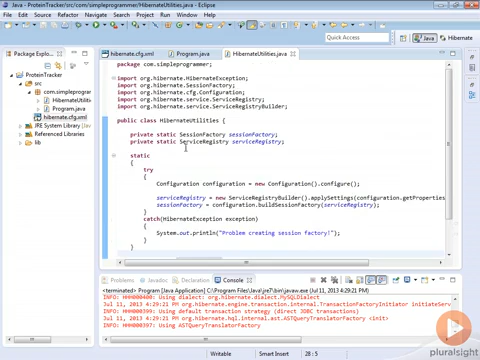 Java - ProteinTracker/src/com/simpleprogrammer/HibernateUtilities.java - Eclipse
File Edit Source Refactor Navigate Search Project Run Window Help
Quick Access
Java
Hibernate
Package Explo
ProteinTracker
src
com.simpleprogramm
HibernateUtilitie
Program.java
hibernate.cfg.xml
JRE System Library
Referenced Libraries
lib
hibernate.cfg.xml Program.java HibernateUtilities.java
package com.simpleprogrammer;
import org.hibernate.HibernateException;
import org.hibernate.SessionFactory;
import org.hibernate.cfg.Configuration;
import org.hibernate.service.ServiceRegistry;
import org.hibernate.service.ServiceRegistryBuilder;
public class HibernateUtilities {
private static SessionFactory sessionFactory;
private static ServiceRegistry serviceRegistry;
static
{
try
{
Configuration configuration = new Configuration().configure();
serviceRegistry = new ServiceRegistryBuilder().applySettings(configuration.getProperties
sessionFactory = configuration.buildSessionFactory(serviceRegistry);
}
catch(HibernateException exception)
{
System.out.println("Problem creating session factory!");
}
}
Problems Javadoc Declaration Console
<terminated> Program [Java Application] C:\Program Files\Java\jre7\bin\javaw.exe (Jul 11, 2013 4:29:21 PM)
INFO: HHH000400: Using dialect: org.hibernate.dialect.MySQLDialect
Jul 11, 2013 4:29:21 PM org.hibernate.engine.transaction.internal.TransactionFactoryInitiator initiateServi
INFO: HHH000399: Using default transaction strategy (direct JDBC transactions)
Jul 11, 2013 4:29:21 PM org.hibernate.hql.internal.ast.ASTQueryTranslatorFactory <init>
INFO: HHH000397: Using ASTQueryTranslatorFactory
Writable Smart Insert 28 : 5
pluralsight